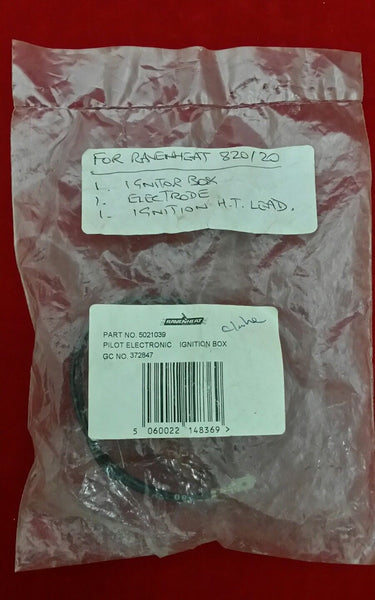 FOR RAVENHEAT 820/20
1. IGNITOR BOX
1. ELECTRODE
1. IGNITION H.T. LEAD.
RAVENHEAT
PART NO. 5021039
PILOT ELECTRONIC IGNITION BOX
GC NO. 372847
5 060022 148369 >